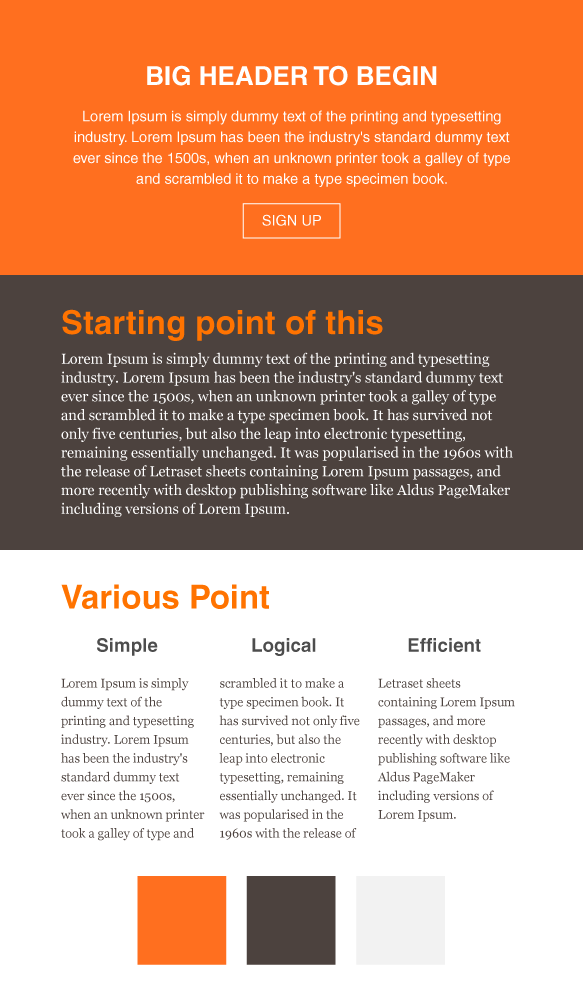 BIG HEADER TO BEGIN
Lorem Ipsum is simply dummy text of the printing and typesetting
industry. Lorem Ipsum has been the industry's standard dummy text
ever since the 1500s, when an unknown printer took a galley of type
and scrambled it to make a type specimen book.
SIGN UP
Starting point of this
Lorem Ipsum is simply dummy text of the printing and typesetting
industry. Lorem Ipsum has been the industry's standard dummy text
ever since the 1500s, when an unknown printer took a galley of type
and scrambled it to make a type specimen book. It has survived not
only five centuries, but also the leap into electronic typesetting,
remaining essentially unchanged. It was popularised in the 1960s with
the release of Letraset sheets containing Lorem Ipsum passages, and
more recently with desktop publishing software like Aldus PageMaker
including versions of Lorem Ipsum.
Various Point
Simple
Lorem Ipsum is simply
dummy text of the
printing and typesetting
industry. Lorem Ipsum
has been the industry's
standard dummy text
ever since the 1500s,
when an unknown printer
took a galley of type and
Logical
scrambled it to make a
type specimen book. It
has survived not only five
centuries, but also the
leap into electronic
typesetting, remaining
essentially unchanged. It
was popularised in the
1960s with the release of
Efficient
Letraset sheets
containing Lorem Ipsum
passages, and more
recently with desktop
publishing software like
Aldus PageMaker
including versions of
Lorem Ipsum.